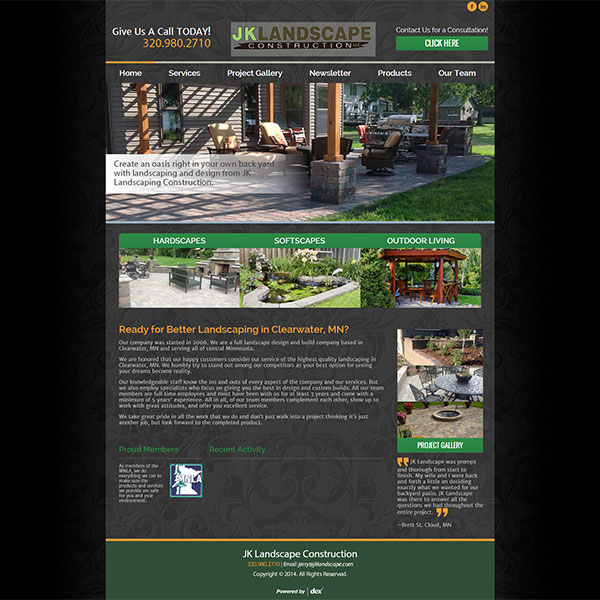 Give Us A Call TODAY!
320.980.2710
JK LANDSCAPE
CONSTRUCTION LLC
Contact Us for a Consultation!
CLICK HERE
Home Services Project Gallery Newsletter Products Our Team
Create an oasis right in your own back yard
with landscaping and design from JK
Landscaping Construction.
HARDSCAPES SOFTSCAPES OUTDOOR LIVING
Ready for Better Landscaping in Clearwater, MN?
Our company was started in 2006. We are a full landscape design and build company based in
Clearwater, MN and serving all of central Minnesota.
We are honored that our happy customers consider our service of the highest quality landscaping in
Clearwater, MN. We humbly try to stand out among our competitors as your best option for seeing
your dreams become reality.
Our knowledgeable staff know the ins and outs of every aspect of the company and our services. But
we also employ specialists who focus on giving you the best in design and custom builds. All our team
members are full time employees and most have been with us for at least 3 years and come with a
minimum of 5 years' experience. All in all, of our team members complement each other, show up to
work with great attitudes, and offer you excellent service.
We take great pride in all the work that we do and don't just walk into a project thinking it's just
another job, but look forward to the completed product.
Proud Members
As members of the
MNLA, we do
everything we can to
make sure the
products and services
we provide are safe
for you and your
environment.
MNLA
Recent Activity
PROJECT GALLERY
JK Landscape was prompt
and thorough from start to
finish. My wife and I were back
and forth a little on deciding
exactly what we wanted for our
backyard patio. JK Landscape
was there to answer all the
questions we had throughout the
entire project.
--Brett St. Cloud, MN
JK Landscape Construction
320.980.2710 | Email: jerry@jklandscape.com
Copyright © 2014. All Rights Reserved.
Powered by dex